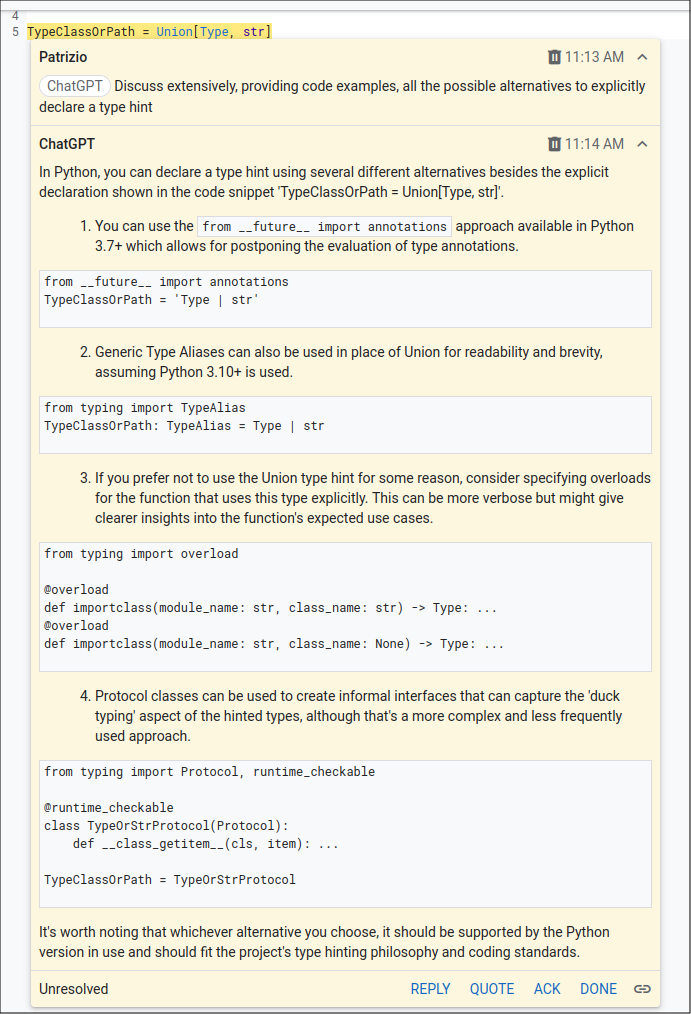 4
5 TypeClassOrPath = Union[Type, str]
Patrizio 11:13 AM
ChatGPT Discuss extensively, providing code examples, all the possible alternatives to explicitly
declare a type hint
ChatGPT 11:14 AM
In Python, you can declare a type hint using several different alternatives besides the explicit
declaration shown in the code snippet 'TypeClassOrPath = Union[Type, str]'.
1. You can use the from __future__ import annotations approach available in Python
3.7+ which allows for postponing the evaluation of type annotations.
from __future__ import annotations
TypeClassOrPath = 'Type | str'
2. Generic Type Aliases can also be used in place of Union for readability and brevity,
assuming Python 3.10+ is used.
from typing import TypeAlias
TypeClassOrPath: TypeAlias = Type | str
3. If you prefer not to use the Union type hint for some reason, consider specifying overloads
for the function that uses this type explicitly. This can be more verbose but might give
clearer insights into the function's expected use cases.
from typing import overload
@overload
def importclass(module_name: str, class_name: str) -> Type: ...
@overload
def importclass(module_name: str, class_name: None) -> Type: ...
4. Protocol classes can be used to create informal interfaces that can capture the 'duck
typing' aspect of the hinted types, although that's a more complex and less frequently
used approach.
from typing import Protocol, runtime_checkable
@runtime_checkable
class TypeOrStrProtocol(Protocol):
    def __class_getitem__(cls, item): ...
TypeClassOrPath = TypeOrStrProtocol
It's worth noting that whichever alternative you choose, it should be supported by the Python
version in use and should fit the project's type hinting philosophy and coding standards.
Unresolved REPLY QUOTE ACK DONE